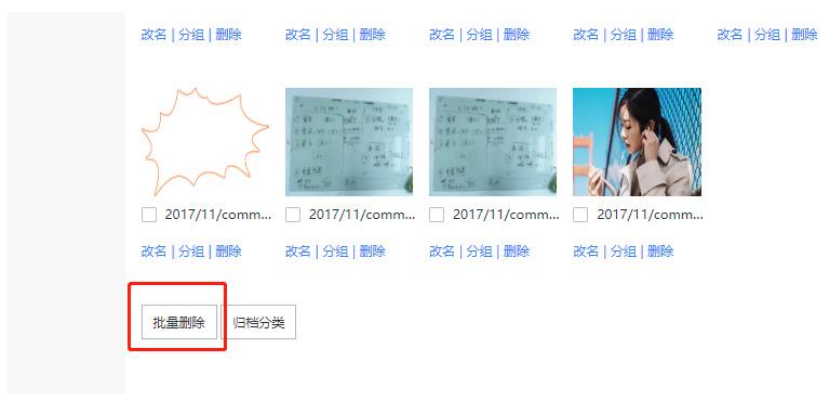 改名 | 分组 | 删除 改名 | 分组 | 删除 改名 | 分组 | 删除 改名 | 分组 | 删除 改名 | 分组 | 删除
2017/11/comm... 2017/11/comm... 2017/11/comm... 2017/11/comm...
改名 | 分组 | 删除 改名 | 分组 | 删除 改名 | 分组 | 删除 改名 | 分组 | 删除
批量删除 归档分类